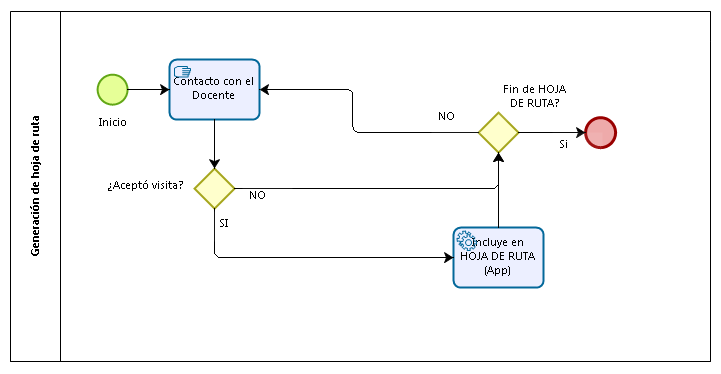 Generación de hoja de ruta
Inicio
Contacto con el
Docente
¿Aceptó visita?
NO
SI
Incluye en
HOJA DE RUTA
(App)
NO
Fin de HOJA
DE RUTA?
Si